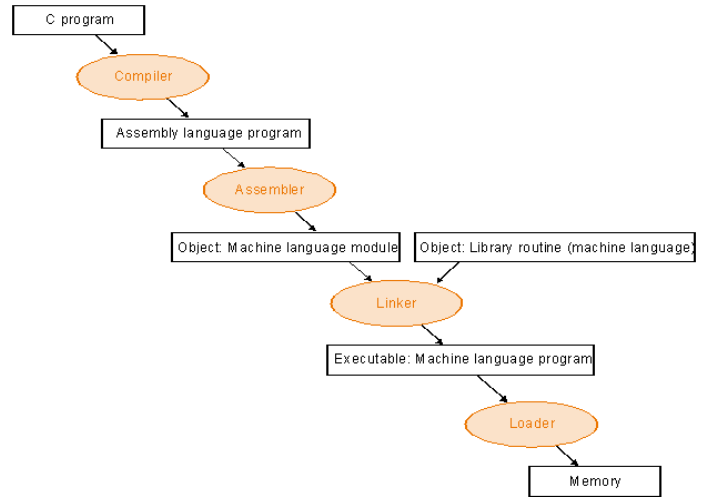 C program
Compiler
Assembly language program
Assembler
Object: Machine language module
Object: Library routine (machine language)
Linker
Executable: Machine language program
Loader
Memory